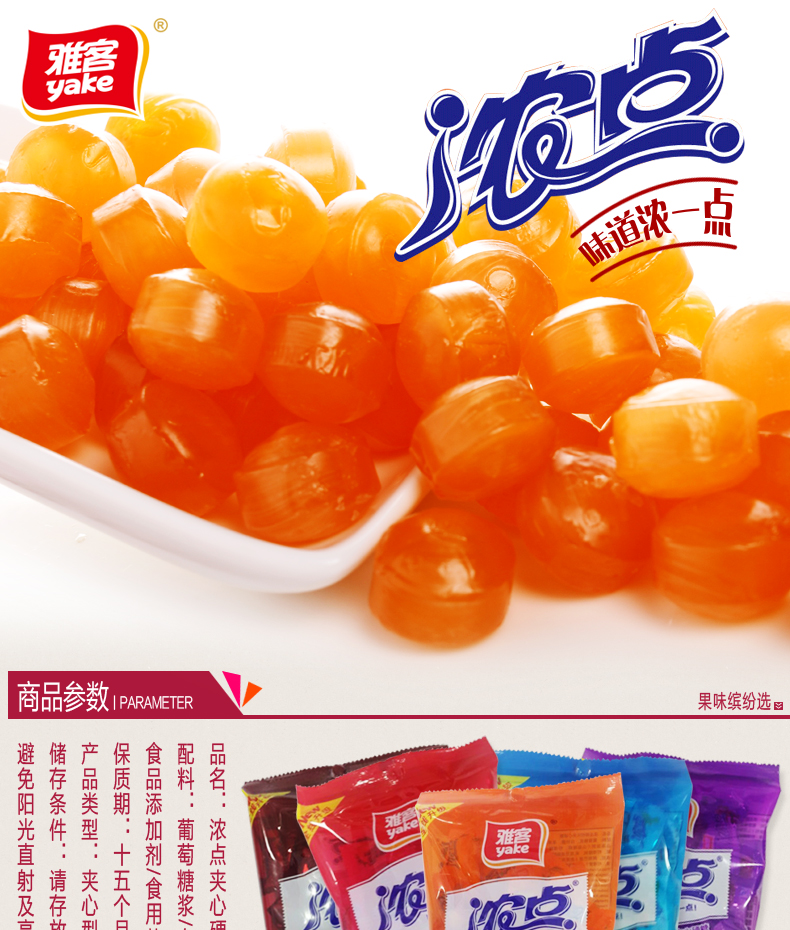 雅客
yake
®
浓点
味道浓一点
商品参数 | PARAMETER
果味缤纷选
品名：浓点夹心硬
配料：葡萄糖浆、
食品添加剂/食用
保质期：十五个月
产品类型：夹心型
储存条件：请存放
避免阳光直射及高
雅客
yake
雅客
yake
浓点
浓